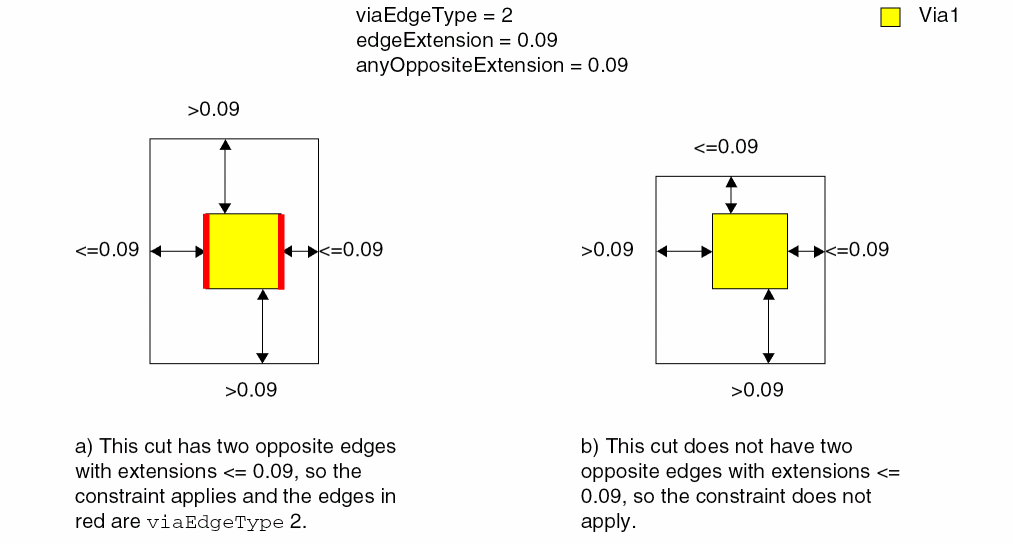 viaEdgeType = 2
edgeExtension = 0.09
anyOppositeExtension = 0.09
Via1
>0.09
<=0.09
<=0.09
>0.09
a) This cut has two opposite edges
with extensions <= 0.09, so the
constraint applies and the edges in
red are viaEdgeType 2.
<=0.09
>0.09
<=0.09
>0.09
b) This cut does not have two
opposite edges with extensions <=
0.09, so the constraint does not
apply.